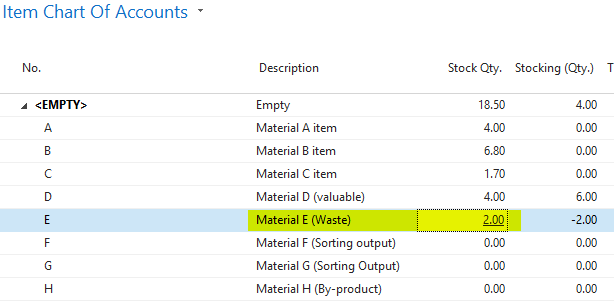 Item Chart Of Accounts
No. Description Stock Qty. Stocking (Qty.) T
<EMPTY> Empty 18.50 4.00
A Material A item 4.00 0.00
B Material B item 6.80 0.00
C Material C item 1.70 0.00
D Material D (valuable) 4.00 6.00
E Material E (Waste) 2.00 -2.00
F Material F (Sorting output) 0.00 0.00
G Material G (Sorting Output) 0.00 0.00
H Material H (By-product) 0.00 0.00